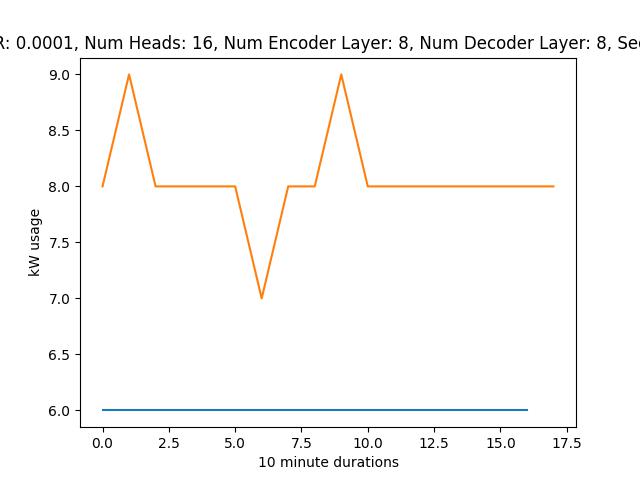 R: 0.0001, Num Heads: 16, Num Encoder Layer: 8, Num Decoder Layer: 8, Sec
9.0
8.5
8.0
7.5
7.0
6.5
6.0
kW usage
0.0 2.5 5.0 7.5 10.0 12.5 15.0 17.5
10 minute durations